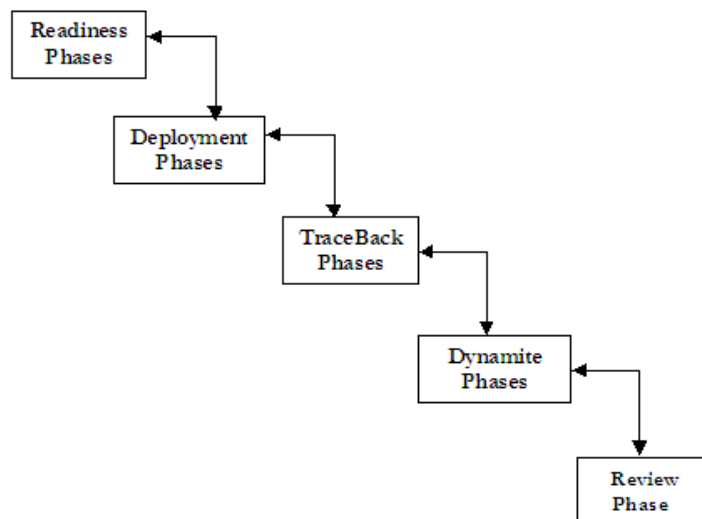 Readiness
Phases
Deployment
Phases
TraceBack
Phases
Dynamite
Phases
Review
Phase